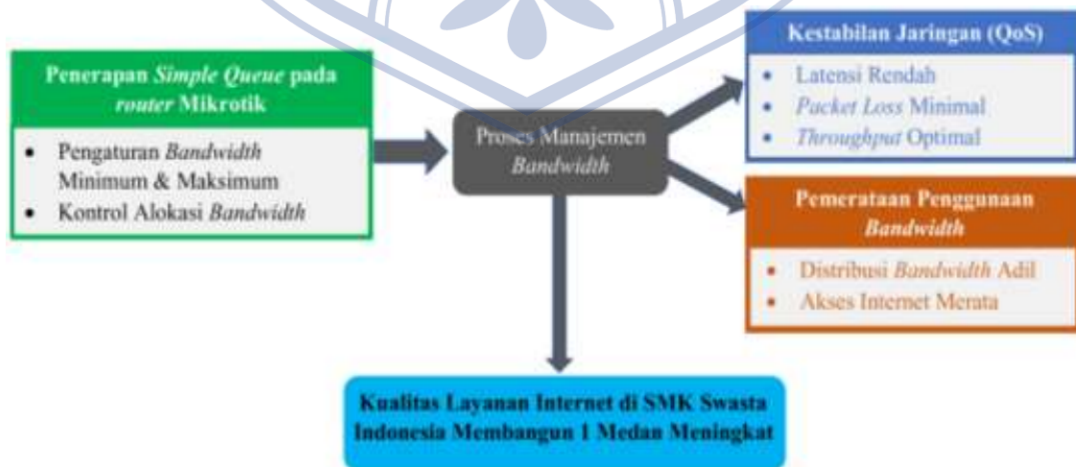 Penerapan Simple Queue pada
router Mikrotik
• Pengaturan Bandwidth
Minimum & Maksimum
• Kontrol Alokasi Bandwidth
Proses Manajemen
Bandwidth
Kestabilan Jaringan (QoS)
• Latensi Rendah
• Packet Loss Minimal
• Throughput Optimal
Pemerataan Penggunaan
Bandwidth
• Distribusi Bandwidth Adil
• Akses Internet Merata
Kualitas Layanan Internet di SMK Swasta
Indonesia Membangun 1 Medan Meningkat